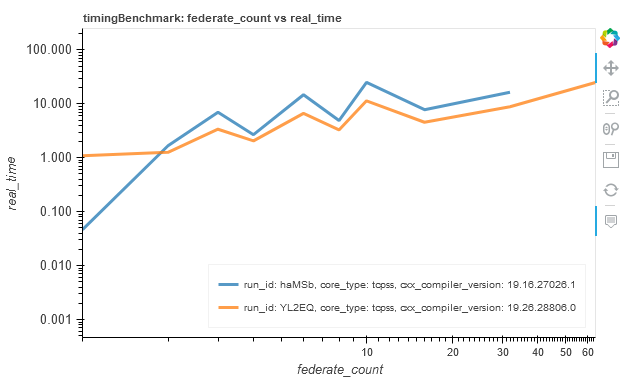 timingBenchmark: federate_count vs real_time
100.000
10.000
1.000
0.100
0.010
0.001
real_time
run_id: haMSb, core_type: tcpss, cxx_compiler_version: 19.16.27026.1
run_id: YL2EQ, core_type: tcpss, cxx_compiler_version: 19.26.28806.0
10 20 30 40 50 60
federate_count